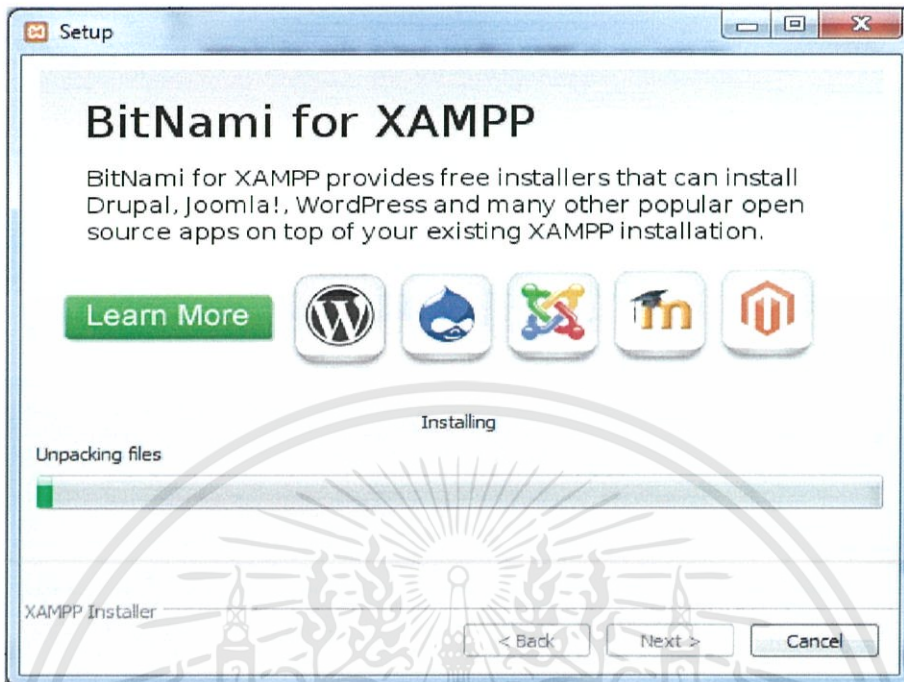 Setup
BitNami for XAMPP
BitNami for XAMPP provides free installers that can install
Drupal, Joomla!, WordPress and many other popular open
source apps on top of your existing XAMPP installation.
Learn More
Installing
Unpacking files
XAMPP Installer
< Back Next > Cancel